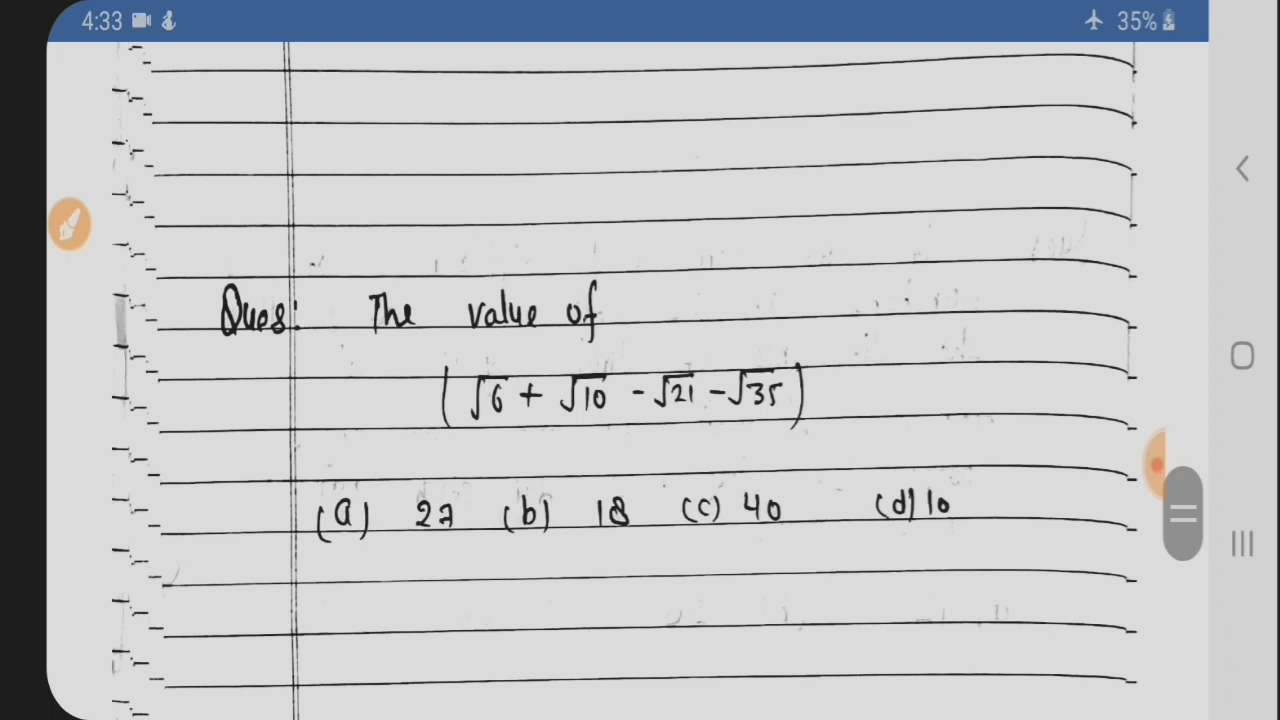 4:33 35%
Ques: The value of
(√6 + √10 - √21 - √35)
(a) 27 (b) 18 (c) 40 (d) 10